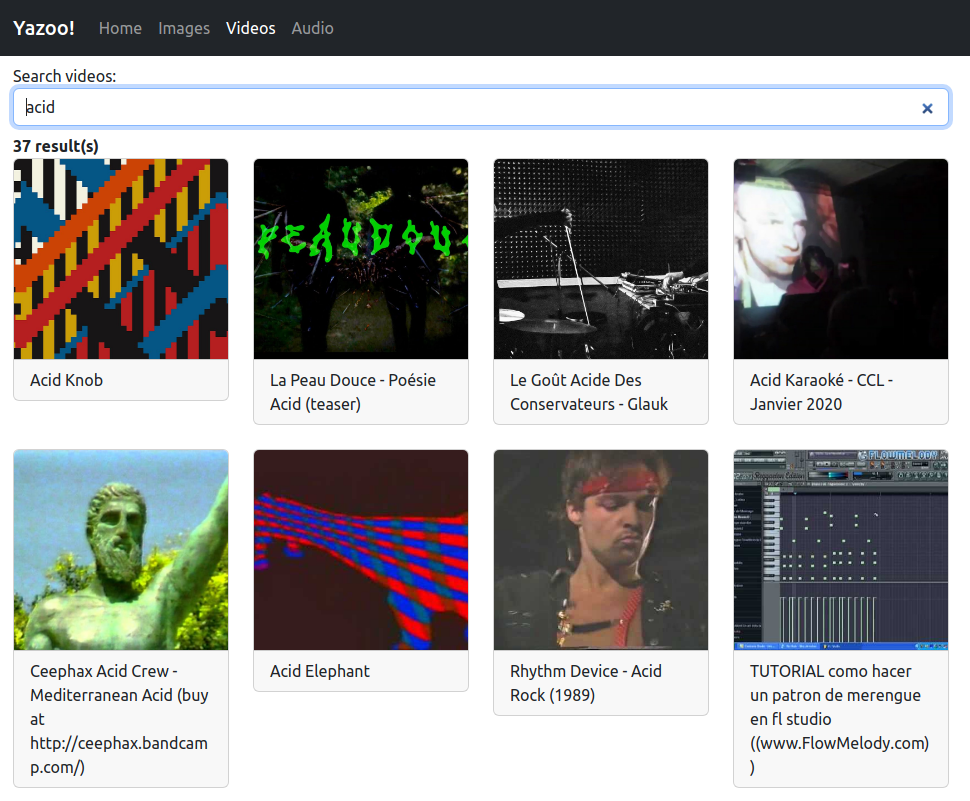 Yazoo! Home Images Videos Audio
Search videos:
acid
37 result(s)
PEAUDOU
Acid Knob
La Peau Douce - Poésie
Acid (teaser)
Le Goût Acide Des
Conservateurs - Glauk
Acid Karaoké - CCL -
Janvier 2020
FLOWMELODY
Ceephax Acid Crew -
Mediterranean Acid (buy
at
http://ceephax.bandcam
p.com/)
Acid Elephant
Rhythm Device - Acid
Rock (1989)
TUTORIAL como hacer
un patron de merengue
en fl studio
((www.FlowMelody.com)
)